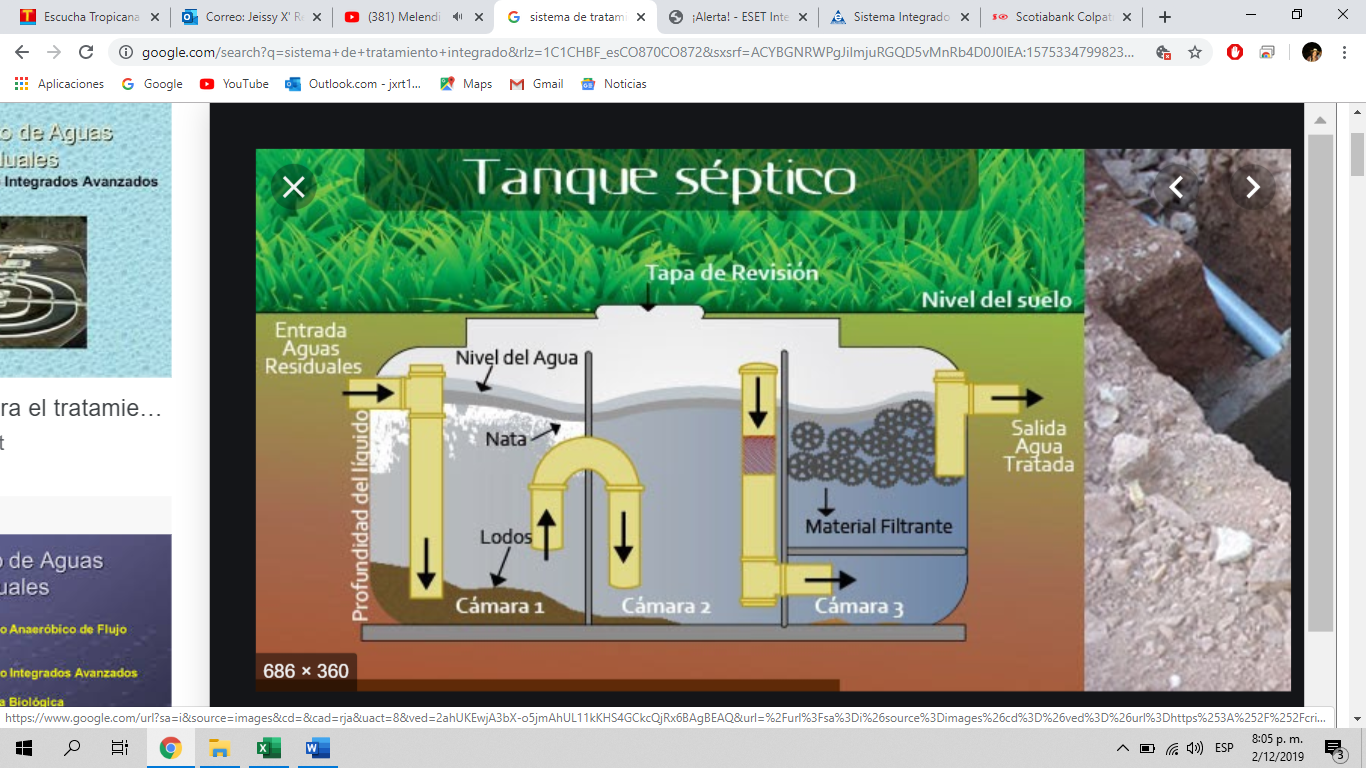 Escucha Tropicana
Correo: Jeissy X' R
(381) Melendi
sistema de tratami
¡Alerta! - ESET Inte
Sistema Integrado
Scotiabank Colpat
google.com/search?q=sistema+de+tratamiento+integrado&rlz=1C1CHBF_esCO870CO872&sxsrf=ACYBGNRWPgJiImjuRGQD5vMnRb4D0J0IEA:1575334799823...
Aplicaciones
Google
YouTube
Outlook.com - jxrt1...
Maps
Gmail
Noticias
o de Aguas
duales
Integrados Avanzados
ra el tratamie…
t
o de Aguas
uales
o Anaeróbico de Flujo
o Integrados Avanzados
a Biológica
Tanque séptico
Tapa de Revisión
Nivel del suelo
Entrada
Aguas
Residuales
Nivel del Agua
Nata
Profundidad del líquido
Lodos
Cámara 1
Cámara 2
Cámara 3
Material Filtrante
Salida
Agua
Tratada
686 × 360
https://www.google.com/url?sa=i&source=images&cd=&cad=rja&uact=8&ved=2ahUKEwjA3bX-o5jmAhUL11kKHS4GCkcQjRx6BAgBEAQ&url=%2Furl%3Fsa%3Di%26source%3Dimages%26cd%3D%26ved%3D%26url%3Dhttps%253A%252F%252Fcri...
ESP
8:05 p. m.
2/12/2019
3